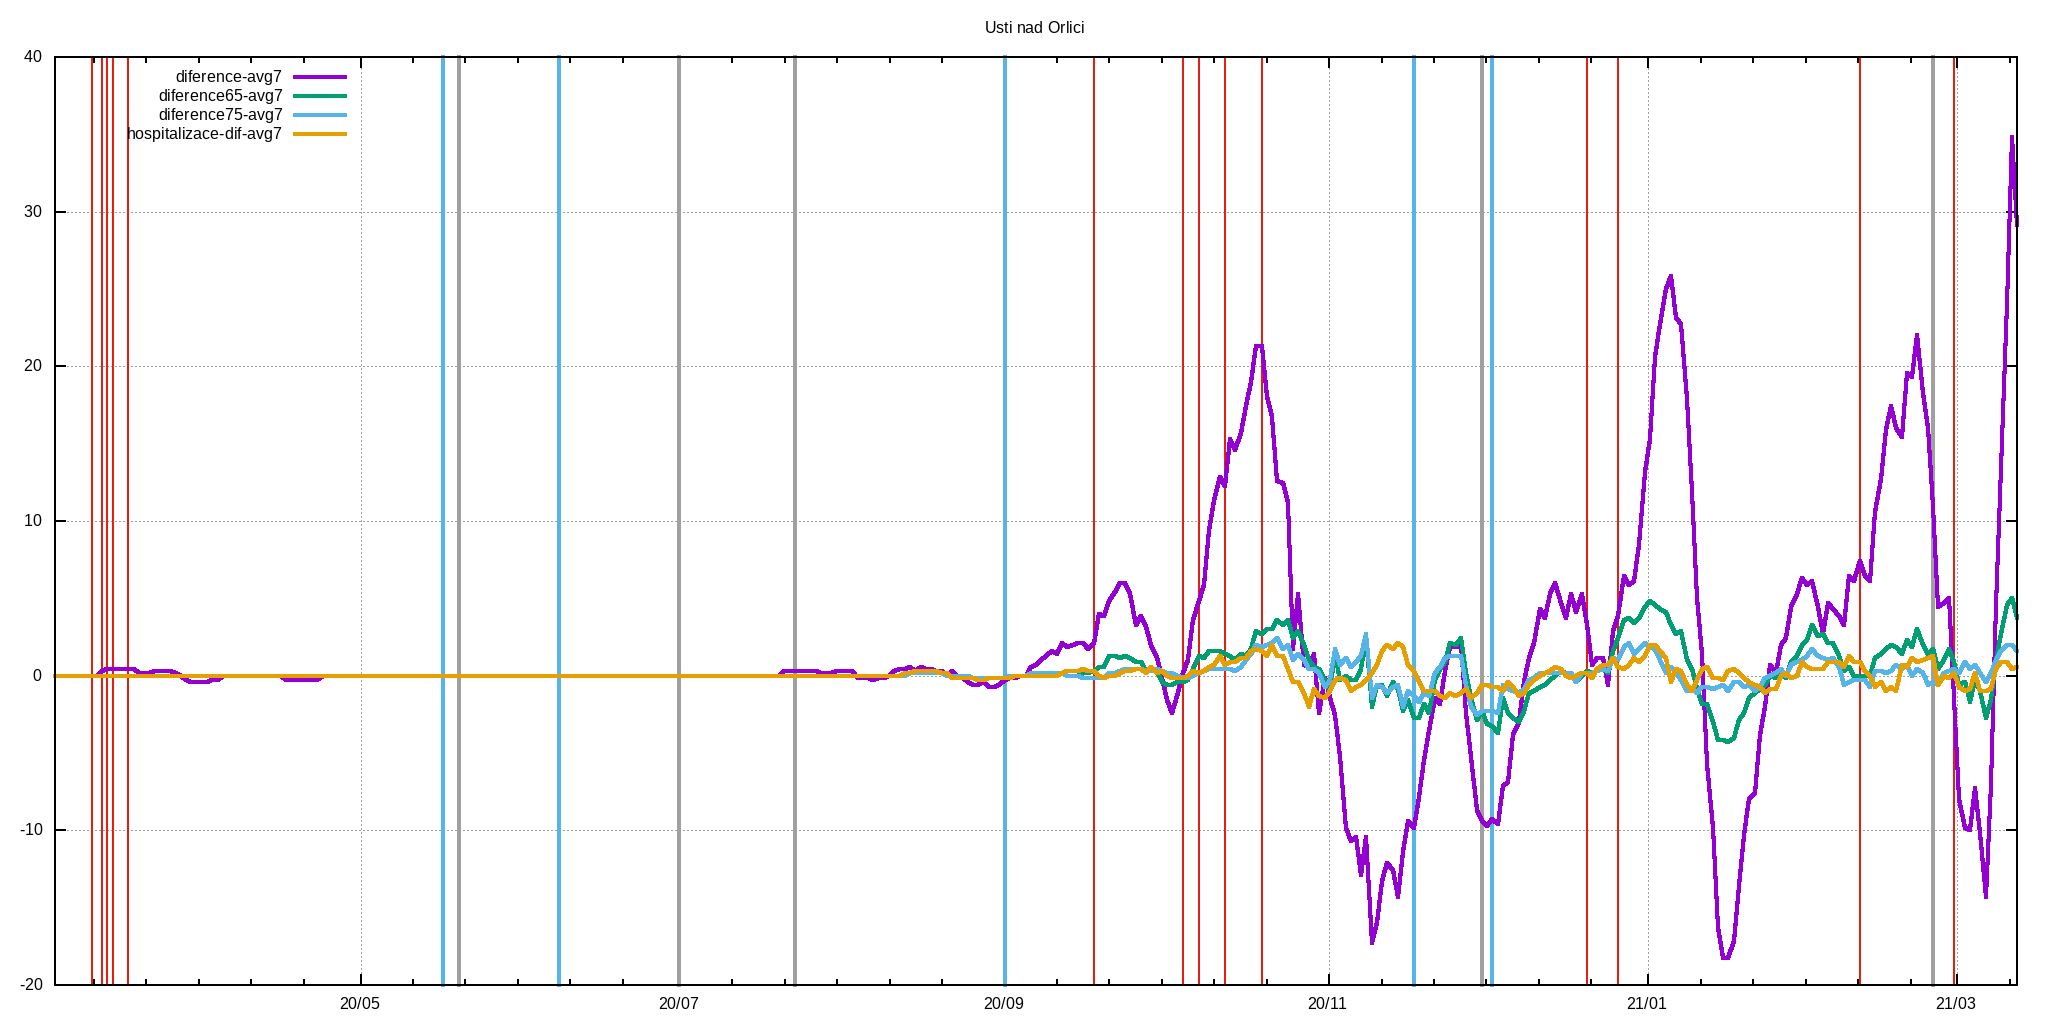 Usti nad Orlici
40
diference-avg7
diference65-avg7
diference75-avg7
hospitalizace-dif-avg7
30
20
10
0
-10
-20
20/05
20/07
20/09
20/11
21/01
21/03